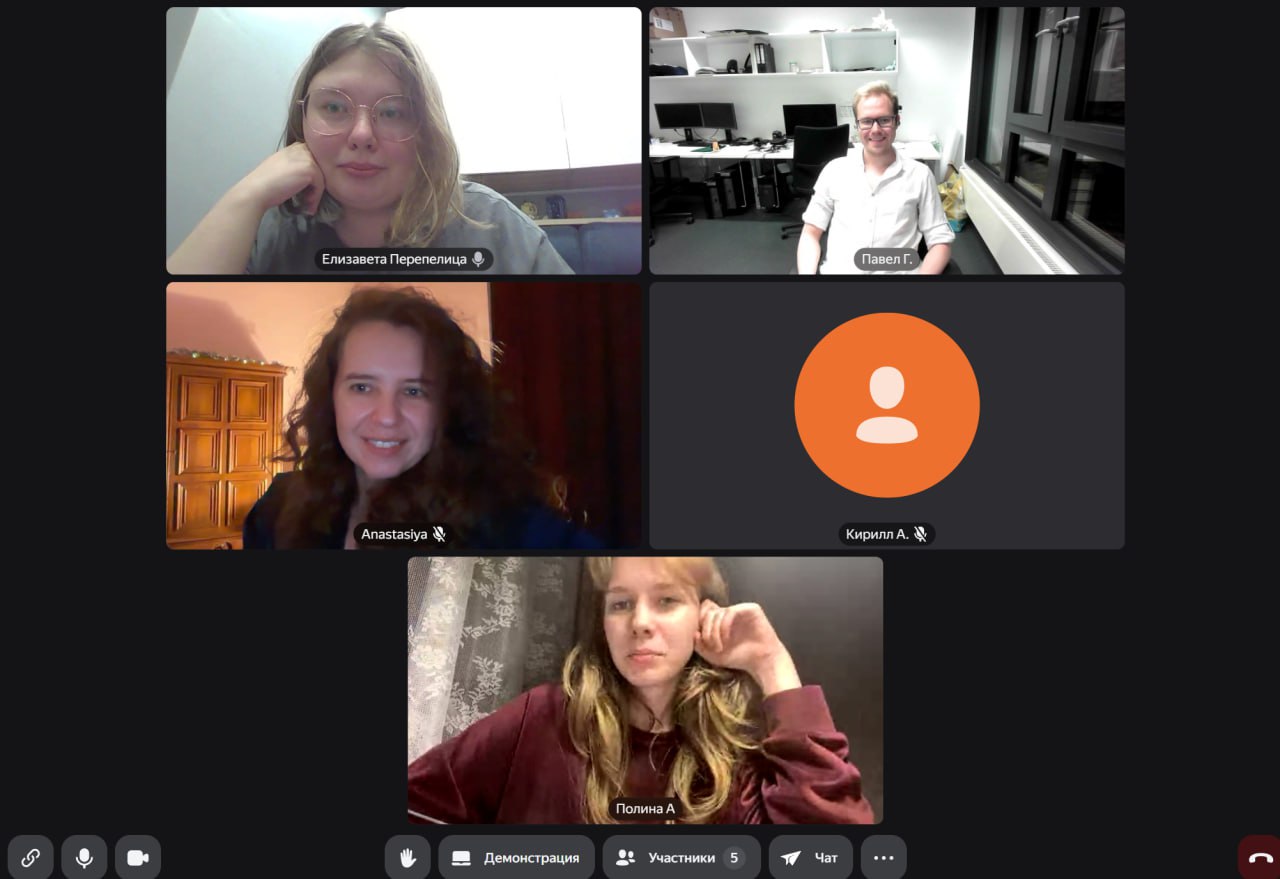 Елизавета Перепелица
Павел Г.
Anastasiya
Кирилл А.
Полина А
Демонстрация
Участники 5
Чат